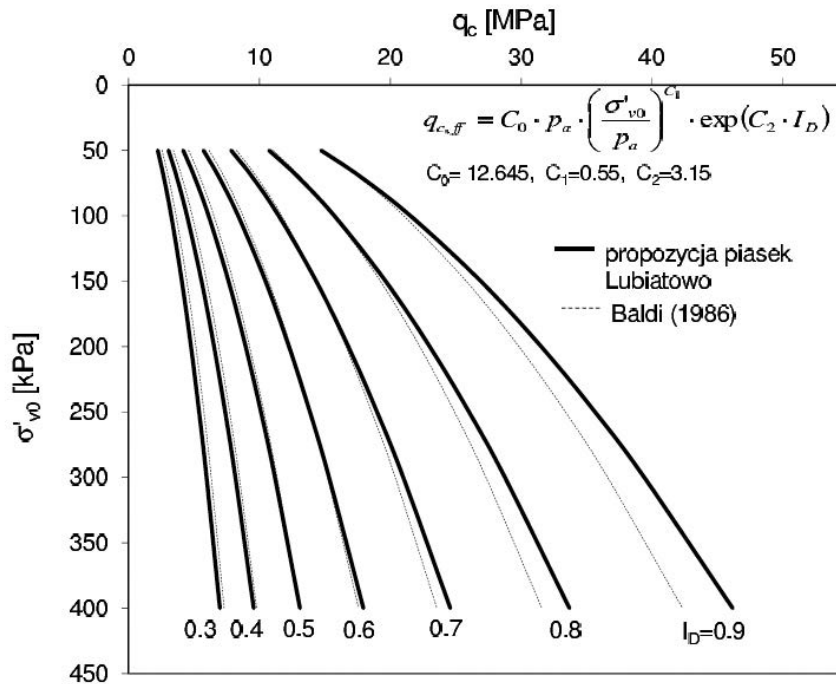 q_c [MPa]
0 10 20 30 40 50
0
50
100
150
200
250
300
350
400
450
σ'_v0 [kPa]
q_{c,ff} = C_0 · p_a · (σ'_{v0} / p_a)^{C_1} · exp(C_2 · I_D)
C_0= 12.645, C_1=0.55, C_2=3.15
propozycja piasek
Lubiatowo
Baldi (1986)
0.3 0.4 0.5 0.6 0.7 0.8 I_D=0.9